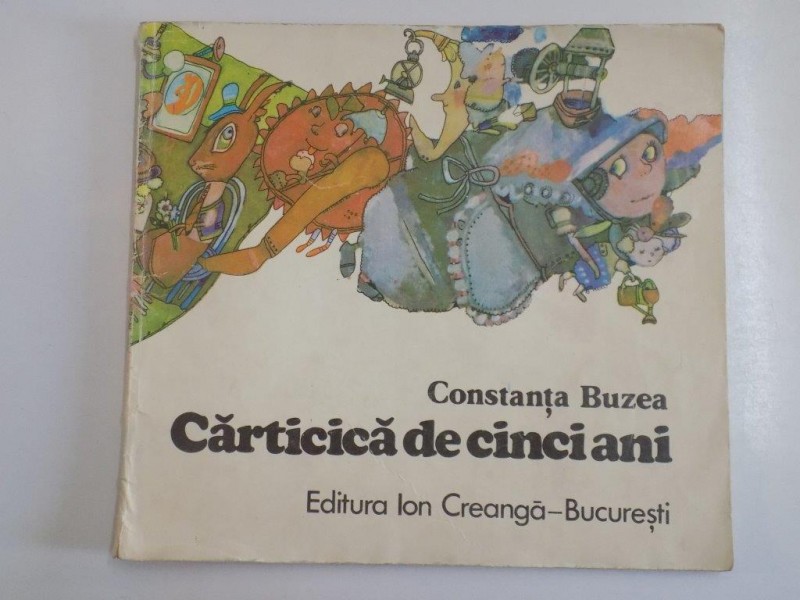 Constanța Buzea
Cărticică de cinci ani
Editura Ion Creangă–București